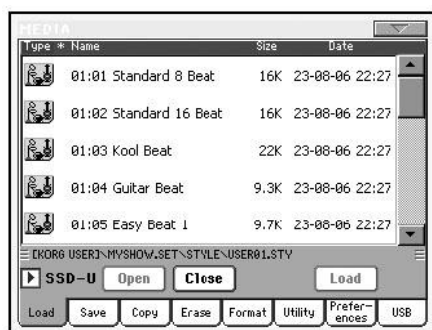 MEDIA
Type * Name Size Date
01:01 Standard 8 Beat 16K 23-08-06 22:27
01:02 Standard 16 Beat 16K 23-08-06 22:27
01:03 Kool Beat 22K 23-08-06 22:27
01:04 Guitar Beat 9.3K 23-08-06 22:27
01:05 Easy Beat 1 9.7K 23-08-06 22:27
[KORG USER]\MYSHOW.SET\STYLE\USER01.STY
SSD-U Open Close Load
Load Save Copy Erase Format Utility Prefer-ences USB